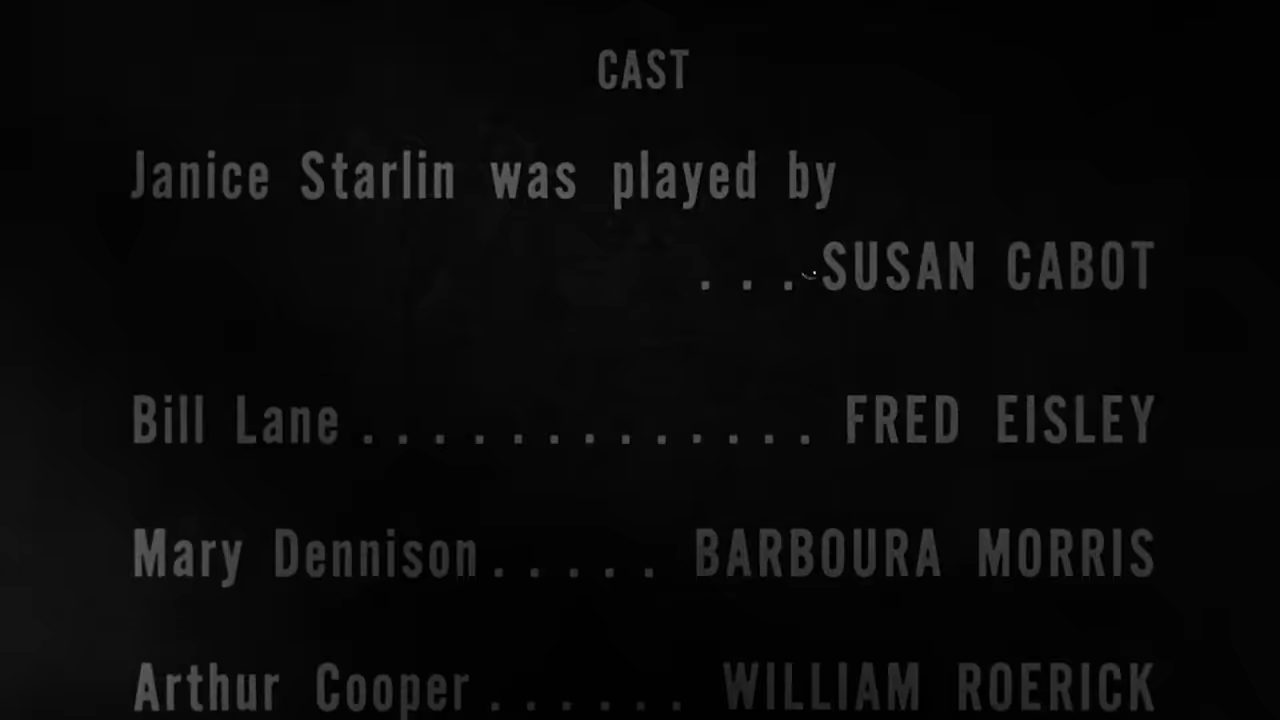 CAST
Janice Starlin was played by
. . . SUSAN CABOT
Bill Lane . . . . . . . . . . . . . FRED EISLEY
Mary Dennison . . . . . BARBOURA MORRIS
Arthur Cooper . . . . . . WILLIAM ROERICK